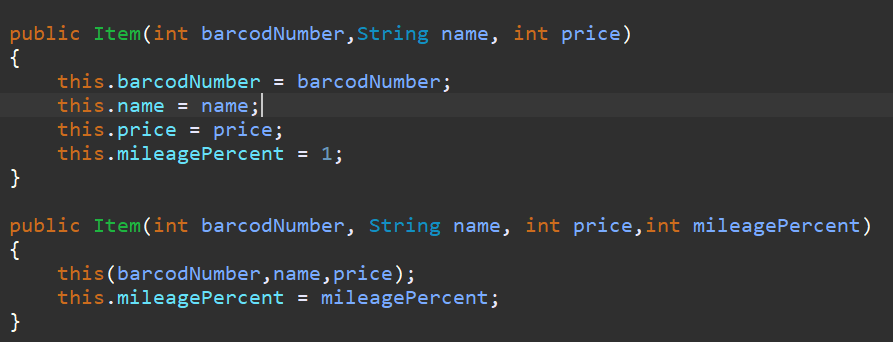 public Item(int barcodNumber,String name, int price)
{
    this.barcodNumber = barcodNumber;
    this.name = name;
    this.price = price;
    this.mileagePercent = 1;
}
public Item(int barcodNumber, String name, int price,int mileagePercent)
{
    this(barcodNumber,name,price);
    this.mileagePercent = mileagePercent;
}